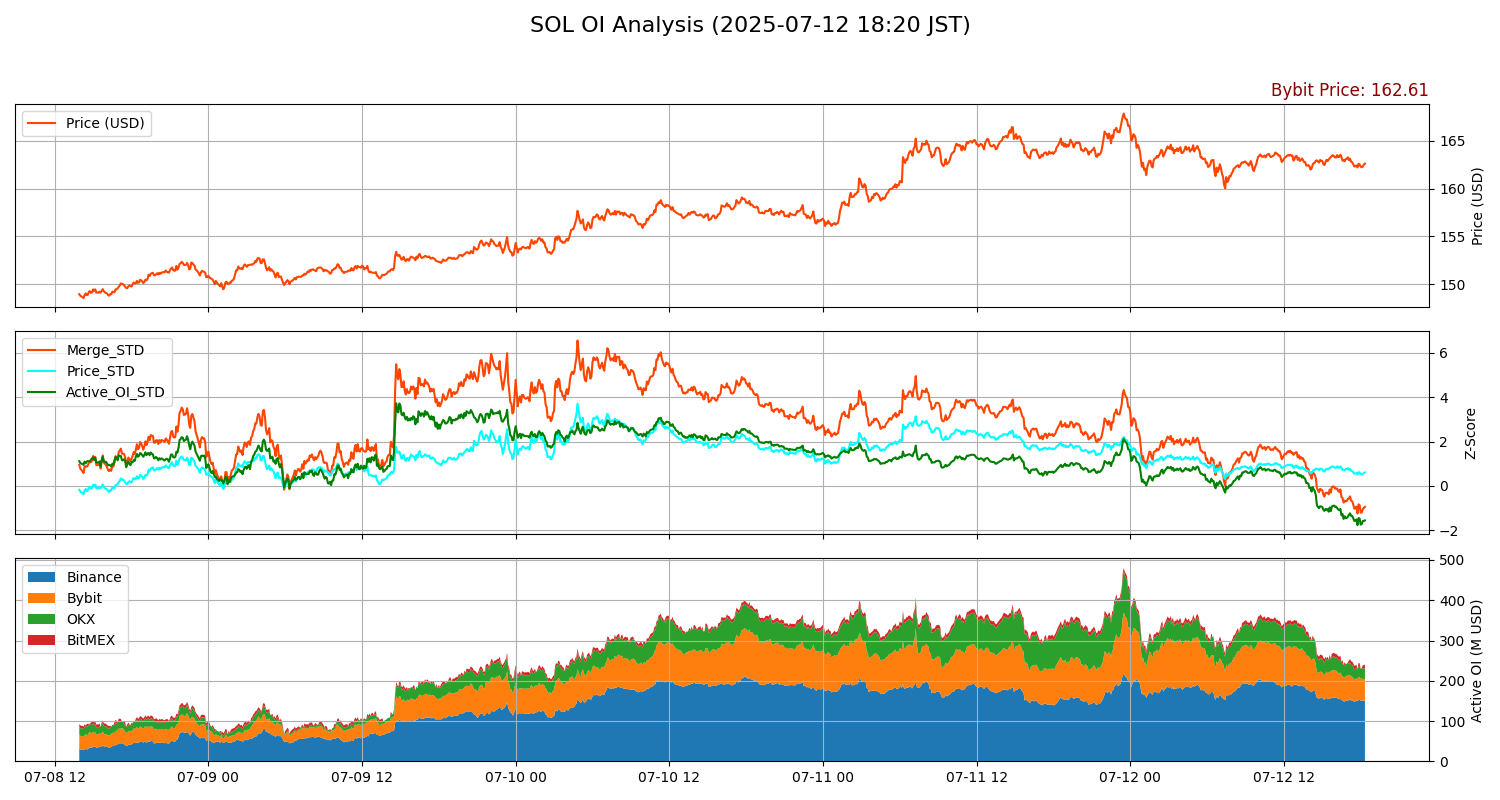 SOL OI Analysis (2025-07-12 18:20 JST)
Bybit Price: 162.61
Price (USD)
165
160
155
150
Price (USD)
Merge_STD
Price_STD
Active_OI_STD
6
4
2
0
−2
Z-Score
Binance
Bybit
OKX
BitMEX
500
400
300
200
100
0
Active OI (M USD)
07-08 12
07-09 00
07-09 12
07-10 00
07-10 12
07-11 00
07-11 12
07-12 00
07-12 12